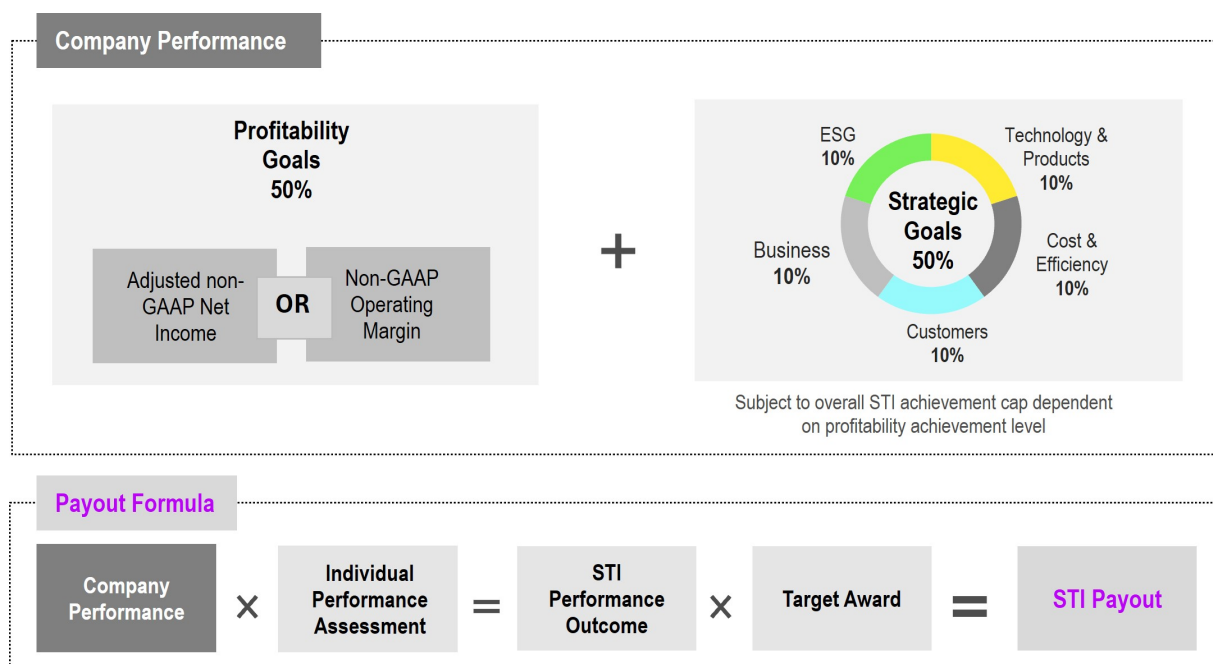 Company Performance
Profitability
Goals
50%
Adjusted non-
GAAP Net
Income
OR
Non-GAAP
Operating
Margin
+
ESG
10%
Technology &
Products
10%
Strategic
Goals
50%
Business
10%
Cost &
Efficiency
10%
Customers
10%
Subject to overall STI achievement cap dependent
on profitability achievement level
Payout Formula
Company
Performance
×
Individual
Performance
Assessment
=
STI
Performance
Outcome
×
Target Award
=
STI Payout